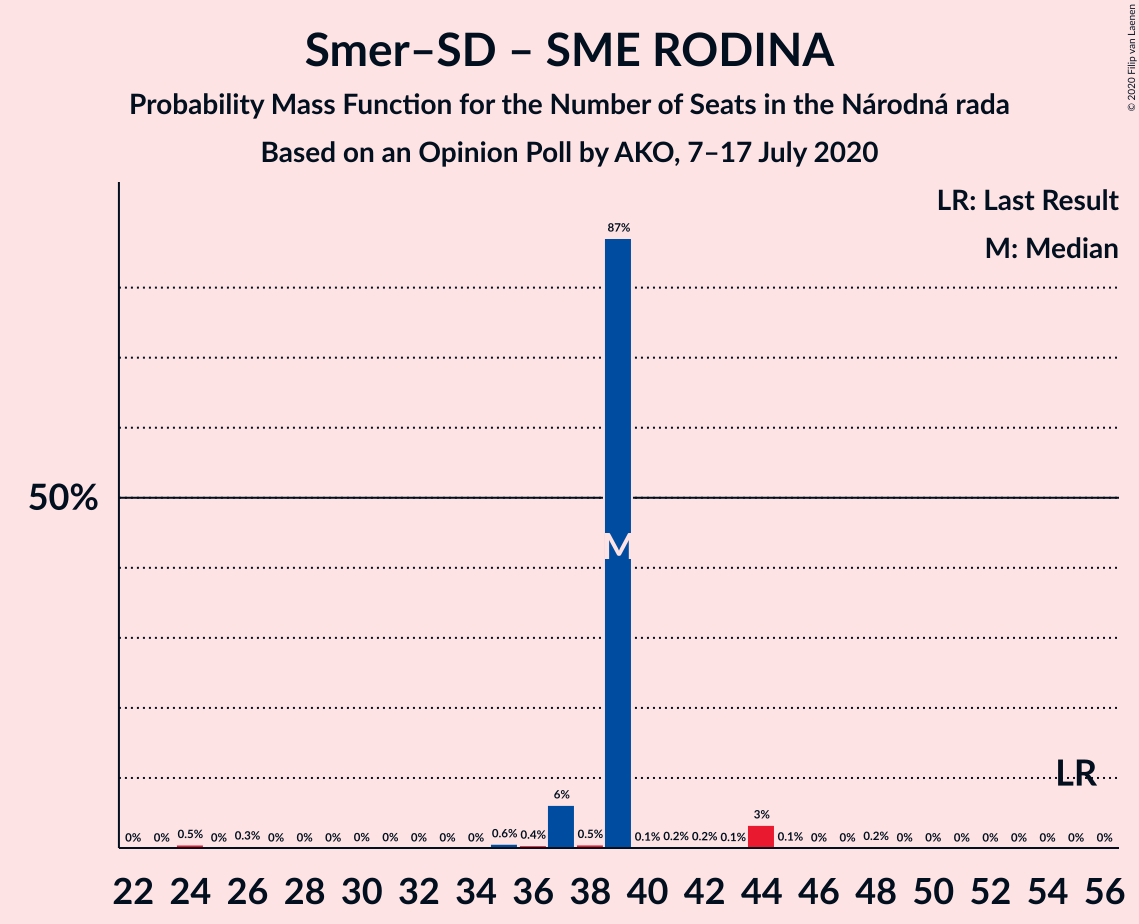 Smer–SD – SME RODINA
Probability Mass Function for the Number of Seats in the Národná rada
Based on an Opinion Poll by AKO, 7–17 July 2020
© 2020 Filip van Laenen
LR: Last Result
M: Median
87%
50%
M
LR
6%
3%
0% 0% 0.5% 0% 0.3% 0% 0% 0% 0% 0% 0% 0% 0% 0.6% 0.4% 0.5% 0.1% 0.2% 0.2% 0.1% 0.1% 0% 0% 0.2% 0% 0% 0% 0% 0% 0% 0% 0%
22 24 26 28 30 32 34 36 38 40 42 44 46 48 50 52 54 56